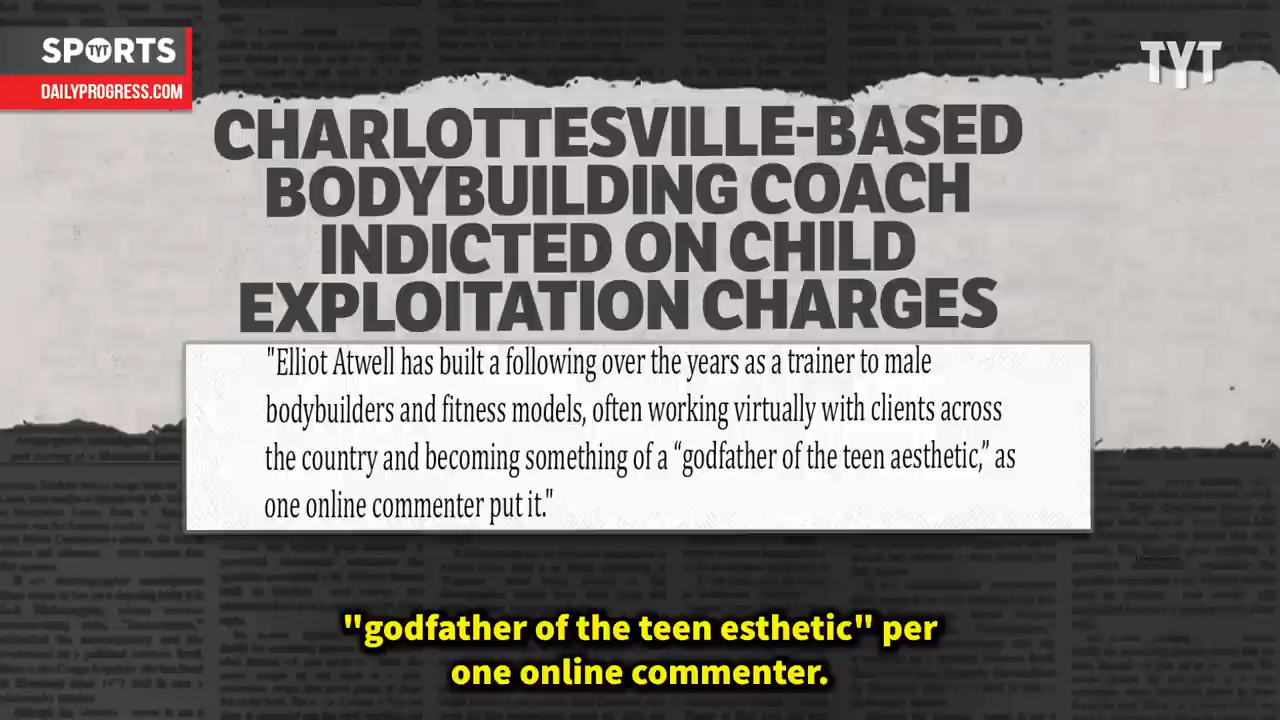 SPORTS
TYT
DAILYPROGRESS.COM
TYT
CHARLOTTESVILLE-BASED
BODYBUILDING COACH
INDICTED ON CHILD
EXPLOITATION CHARGES
"Elliot Atwell has built a following over the years as a trainer to male
bodybuilders and fitness models, often working virtually with clients across
the country and becoming something of a “godfather of the teen aesthetic,” as
one online commenter put it."
"godfather of the teen esthetic" per
one online commenter.